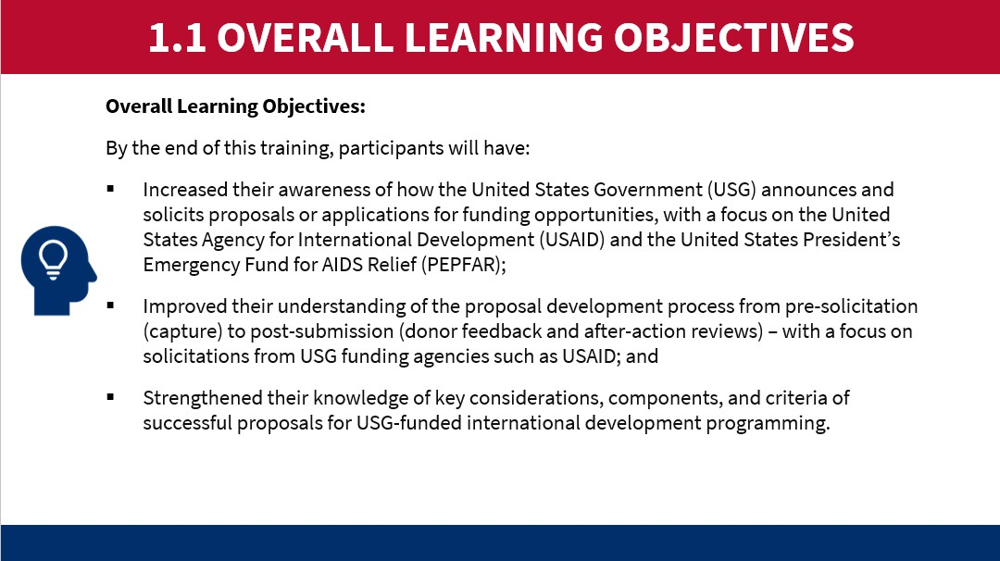 1.1 OVERALL LEARNING OBJECTIVES
Overall Learning Objectives:
By the end of this training, participants will have:
▪ Increased their awareness of how the United States Government (USG) announces and
solicits proposals or applications for funding opportunities, with a focus on the United
States Agency for International Development (USAID) and the United States President’s
Emergency Fund for AIDS Relief (PEPFAR);
▪ Improved their understanding of the proposal development process from pre-solicitation
(capture) to post-submission (donor feedback and after-action reviews) – with a focus on
solicitations from USG funding agencies such as USAID; and
▪ Strengthened their knowledge of key considerations, components, and criteria of
successful proposals for USG-funded international development programming.